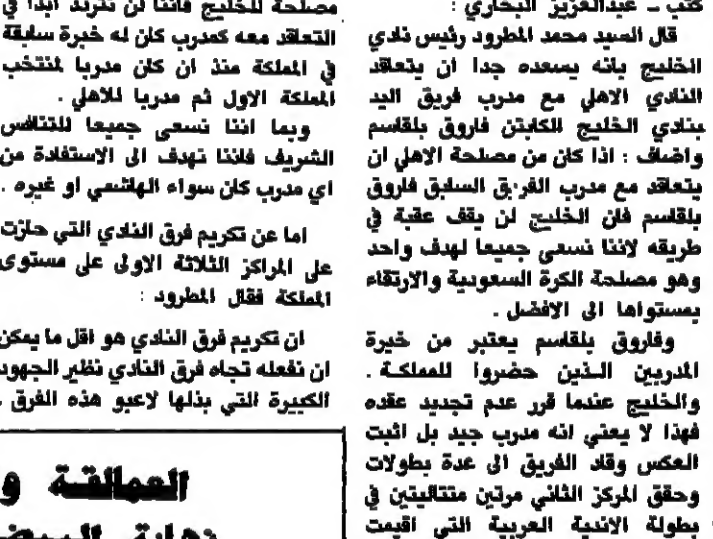 كتب ـ عبدالعزيز البخاري :
قال السيد محمد المطرود رئيس نادي
الخليج بانه يسعده جدا ان يتعاقد
النادي الاهلي مع مدرب فريق اليد
بنادي الخليج الكابتن فاروق بلقاسم
واضاف : اذا كان من مصلحة الاهلي ان
يتعاقد مع مدرب الفريق السابق فاروق
بلقاسم فان الخليج لن يقف عقبة في
طريقه لاننا نسعى جميعا لهدف واحد
وهو مصلحة الكرة السعودية والارتقاء
بمستواها الى الافضل .
وفاروق بلقاسم يعتبر من خيرة
المدربين الذين حضروا للمملكة .
والخليج عندما قرر عدم تجديد عقده
فهذا لا يعني انه مدرب جيد بل اثبت
العكس وقاد الفريق الى عدة بطولات
وحقق المركز الثاني مرتين متتاليتين في
بطولة الاندية العربية التي اقيمت
مصلحة للخليج فاننا لن نتردد ابدا في
التعاقد معه كمدرب كان له خبرة سابقة
في المملكة منذ ان كان مدربا لمنتخب
المملكة الاول ثم مدربا للاهلي .
وبما اننا نسعى جميعا للتنافس
الشريف فاننا نهدف الى الاستفادة من
اي مدرب كان سواء الهاشمي او غيره .
اما عن تكريم فرق النادي التي حازت
على المراكز الثلاثة الاولى على مستوى
المملكة فقال المطرود :
ان تكريم فرق النادي هو اقل ما يمكن
ان نفعله تجاه فرق النادي نظير الجهود
الكبيرة التي بذلها لاعبو هذه الفرق .
العمالقة و